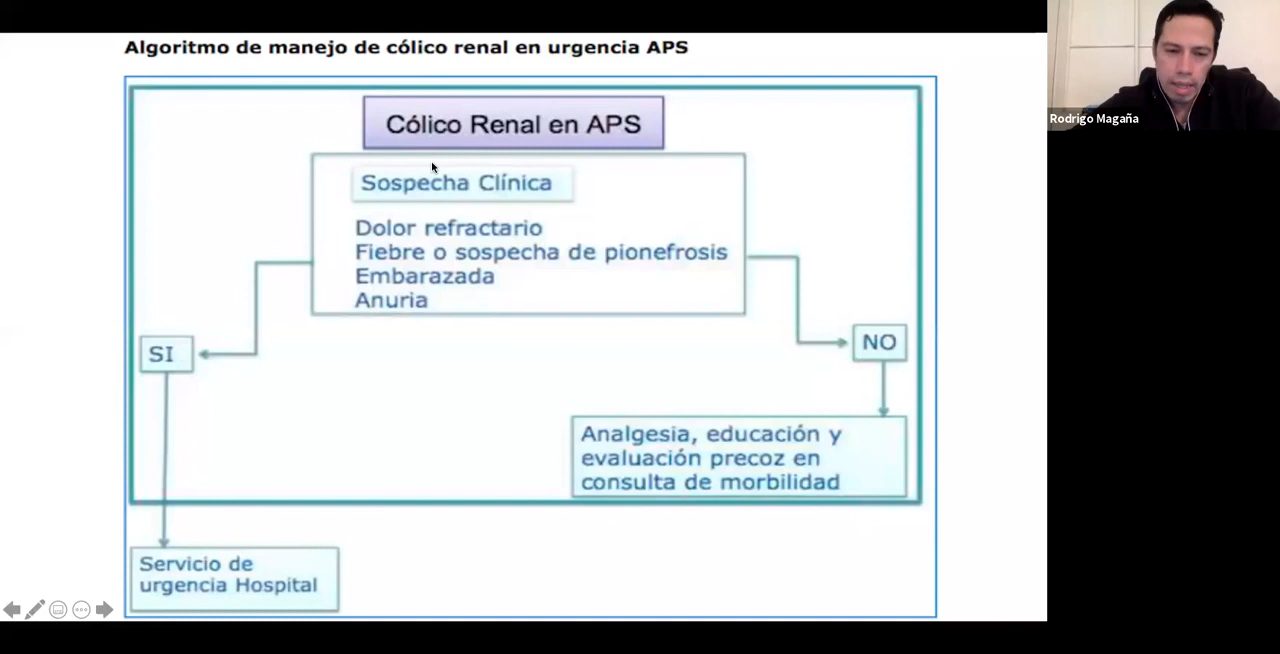 Algoritmo de manejo de cólico renal en urgencia APS
Cólico Renal en APS
Sospecha Clínica
Dolor refractario
Fiebre o sospecha de pionefrosis
Embarazada
Anuria
SI
NO
Analgesia, educación y
evaluación precoz en
consulta de morbilidad
Servicio de
urgencia Hospital
Rodrigo Magaña